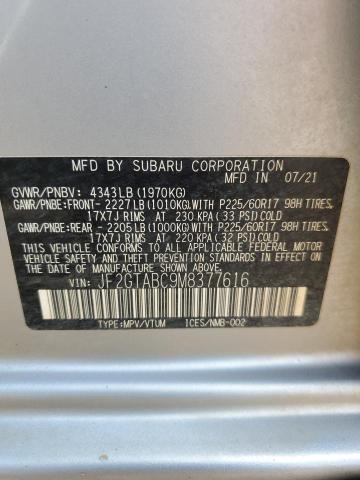 MFD BY SUBARU CORPORATION
GVWR/PNBV: 4343LB (1970KG) MFD IN 07/21
GAWR/PNBE:FRONT- 2227LB (1010KG)WITH P225/60R17 98H TIRES,
17X7J RIMS AT 230 KPA (33 PSI)COLD
GAWR/PNBE:REAR - 2205LB (1000KG)WITH P225/60R17 98H TIRES,
17X7J RIMS AT 220 KPA (32 PSI)COLD
THIS VEHICLE CONFORMS TO ALL APPLICABLE FEDERAL MOTOR
VEHICLE SAFETY, BUMPER, AND THEFT PREVENTION STANDARDS
IN EFFECT ON THE DATE OF MANUFACTURE SHOWN ABOVE.
VIN: JF2GTABC9M8377616
TYPE:MPV/VTUM ICES/NMB-002